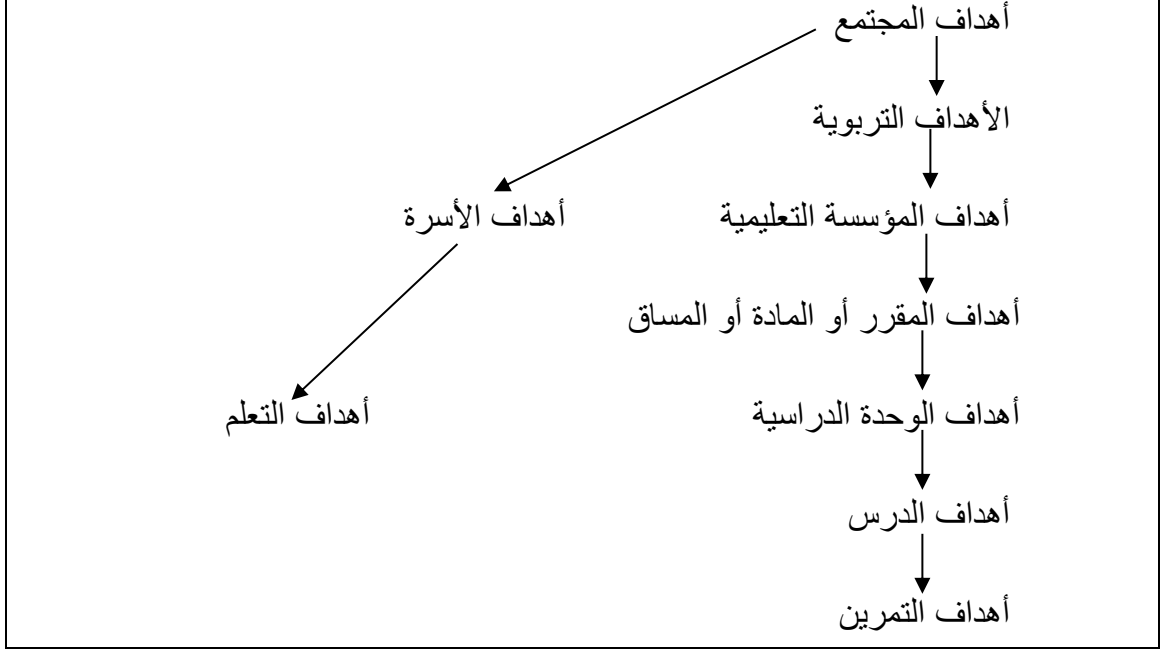 أهداف المجتمع
الأهداف التربوية
أهداف المؤسسة التعليمية
أهداف الأسرة
أهداف المقرر أو المادة أو المساق
أهداف الوحدة الدراسية
أهداف التعلم
أهداف الدرس
أهداف التمرين